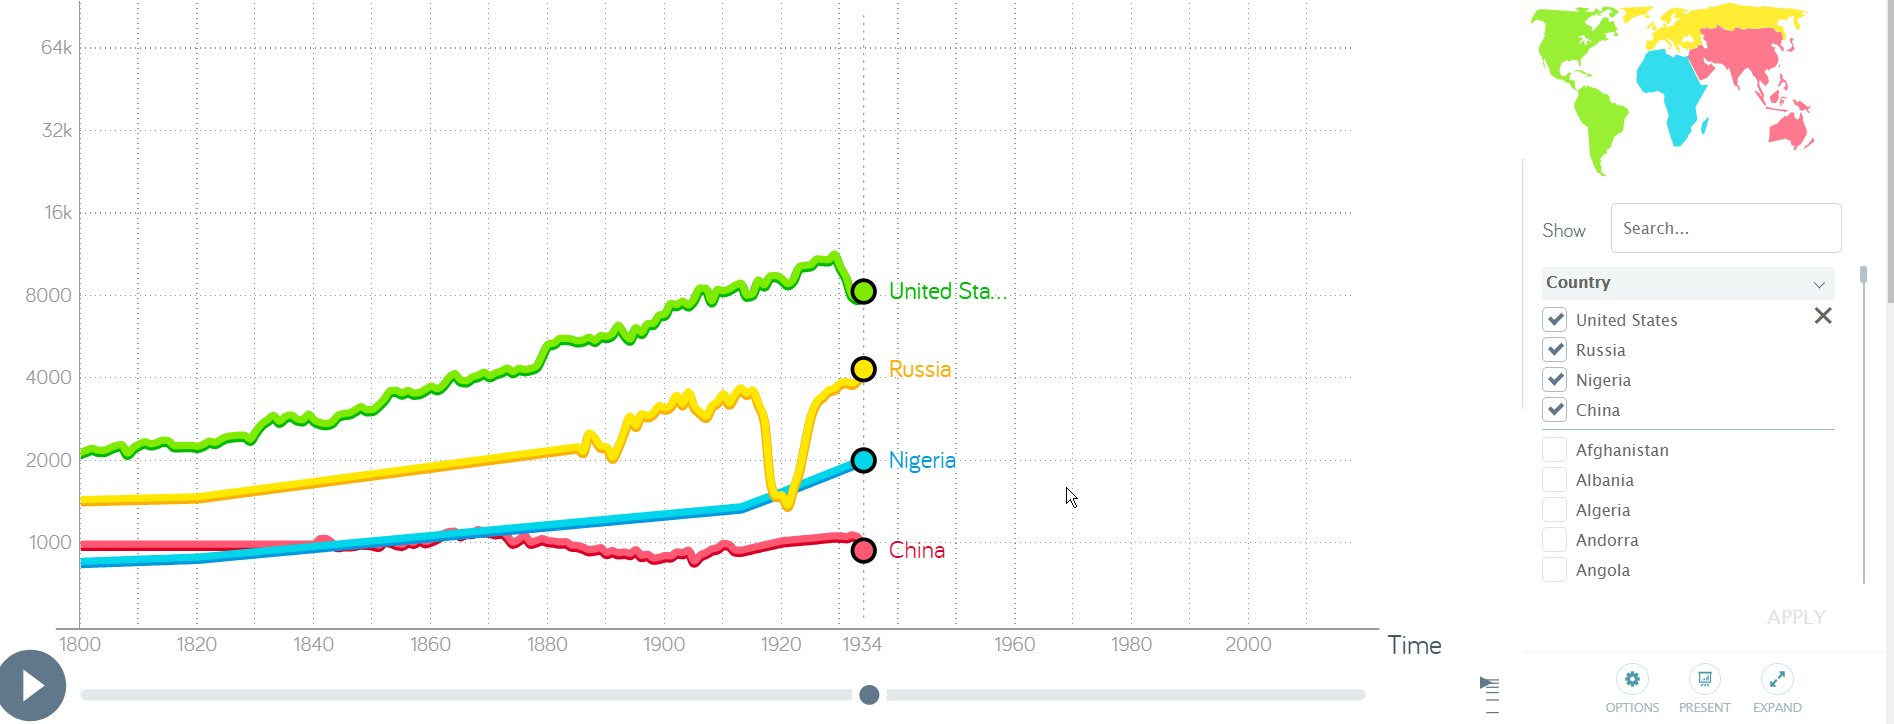 64k
32k
16k
8000
4000
2000
1000
United Sta...
Russia
Nigeria
China
1800 1820 1840 1860 1880 1900 1920 1934 1960 1980 2000
Time
Show Search...
Country
United States
Russia
Nigeria
China
Afghanistan
Albania
Algeria
Andorra
Angola
APPLY
OPTIONS PRESENT EXPAND